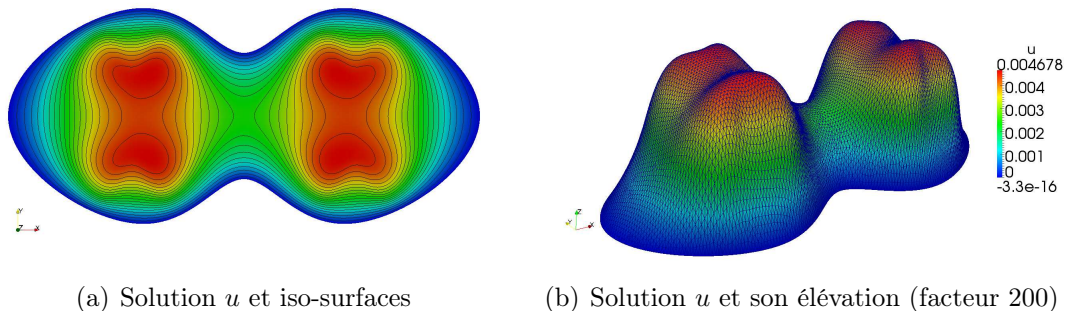 u
0.004678
0.004
0.003
0.002
0.001
0
-3.3e-16
Y
Z
X
Z
Y
X
(a) Solution u et iso-surfaces
(b) Solution u et son élévation (facteur 200)